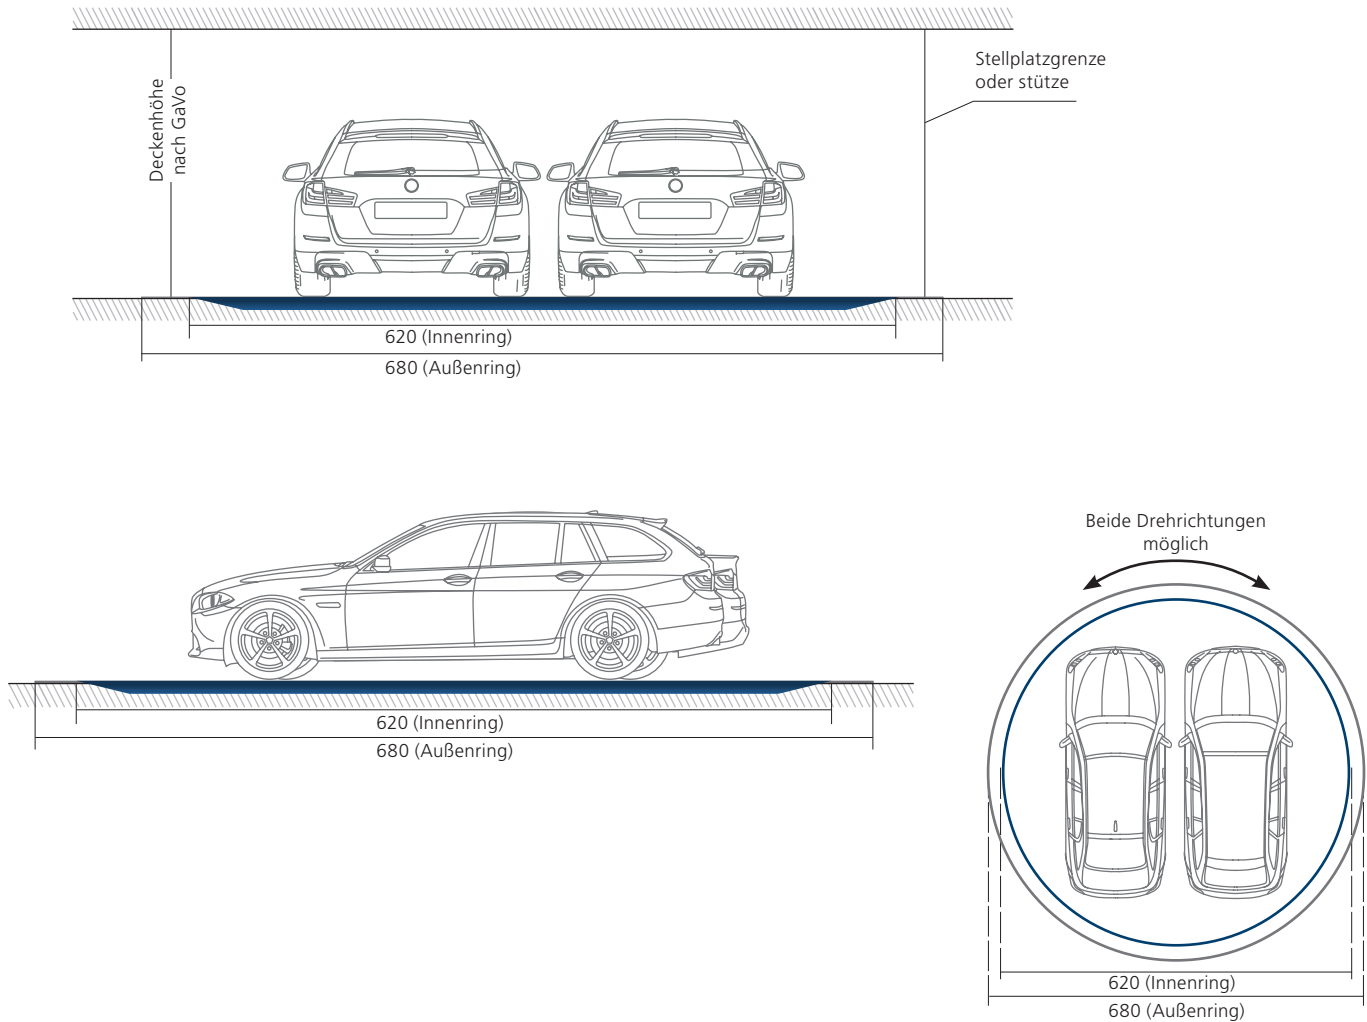 Stellplatzgrenze
oder stütze
Deckenhöhe
nach GaVo
620 (Innenring)
680 (Außenring)
Beide Drehrichtungen
möglich
620 (Innenring)
680 (Außenring)
620 (Innenring)
680 (Außenring)